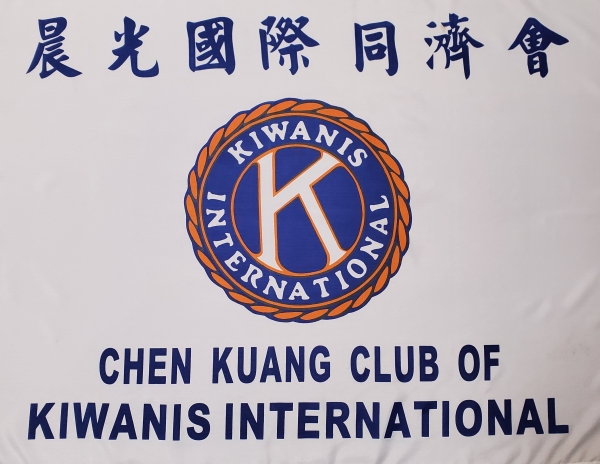 晨光國際同濟會
KIWANIS
K
INTERNATIONAL
CHEN KUANG CLUB OF
KIWANIS INTERNATIONAL